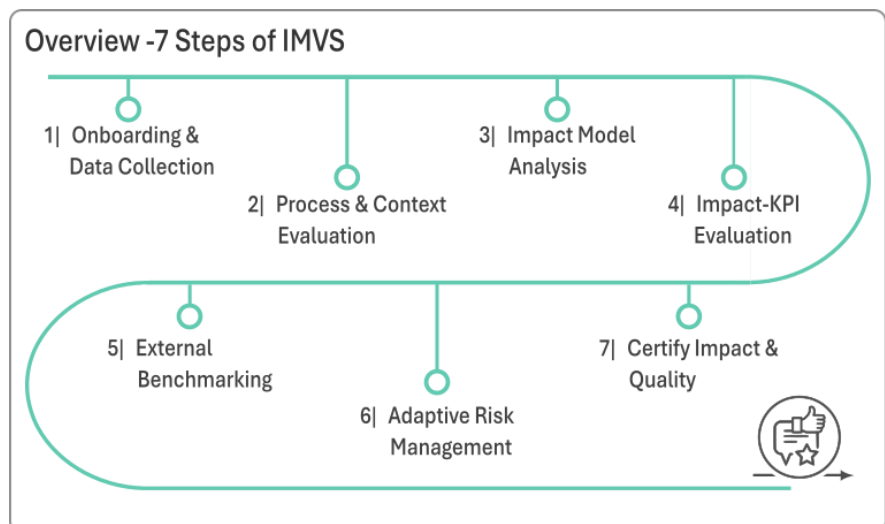 Overview -7 Steps of IMVS
1| Onboarding &
Data Collection
2| Process & Context
Evaluation
3| Impact Model
Analysis
4| Impact-KPI
Evaluation
5| External
Benchmarking
6| Adaptive Risk
Management
7| Certify Impact &
Quality